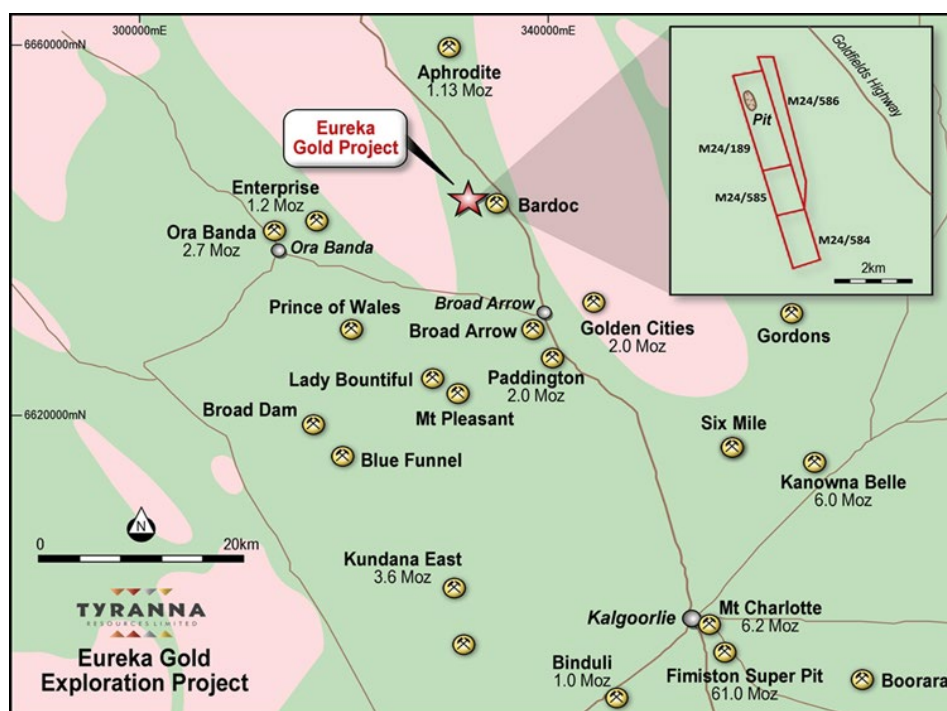 300000mE
340000mE
6660000mN
Aphrodite
1.13 Moz
Eureka
Gold Project
Goldfields Highway
M24/586
Pit
M24/189
M24/585
M24/584
2km
Enterprise
1.2 Moz
Bardoc
Ora Banda
2.7 Moz
Ora Banda
Prince of Wales
Broad Arrow
Broad Arrow
Golden Cities
2.0 Moz
Gordons
Lady Bountiful
Paddington
2.0 Moz
Mt Pleasant
6620000mN
Broad Dam
Blue Funnel
Six Mile
Kanowna Belle
6.0 Moz
N
0
20km
Kundana East
3.6 Moz
TYRANNA
RESOURCES LIMITED
Kalgoorlie
Mt Charlotte
6.2 Moz
Eureka Gold
Exploration Project
Binduli
1.0 Moz
Fimiston Super Pit
61.0 Moz
Boorara